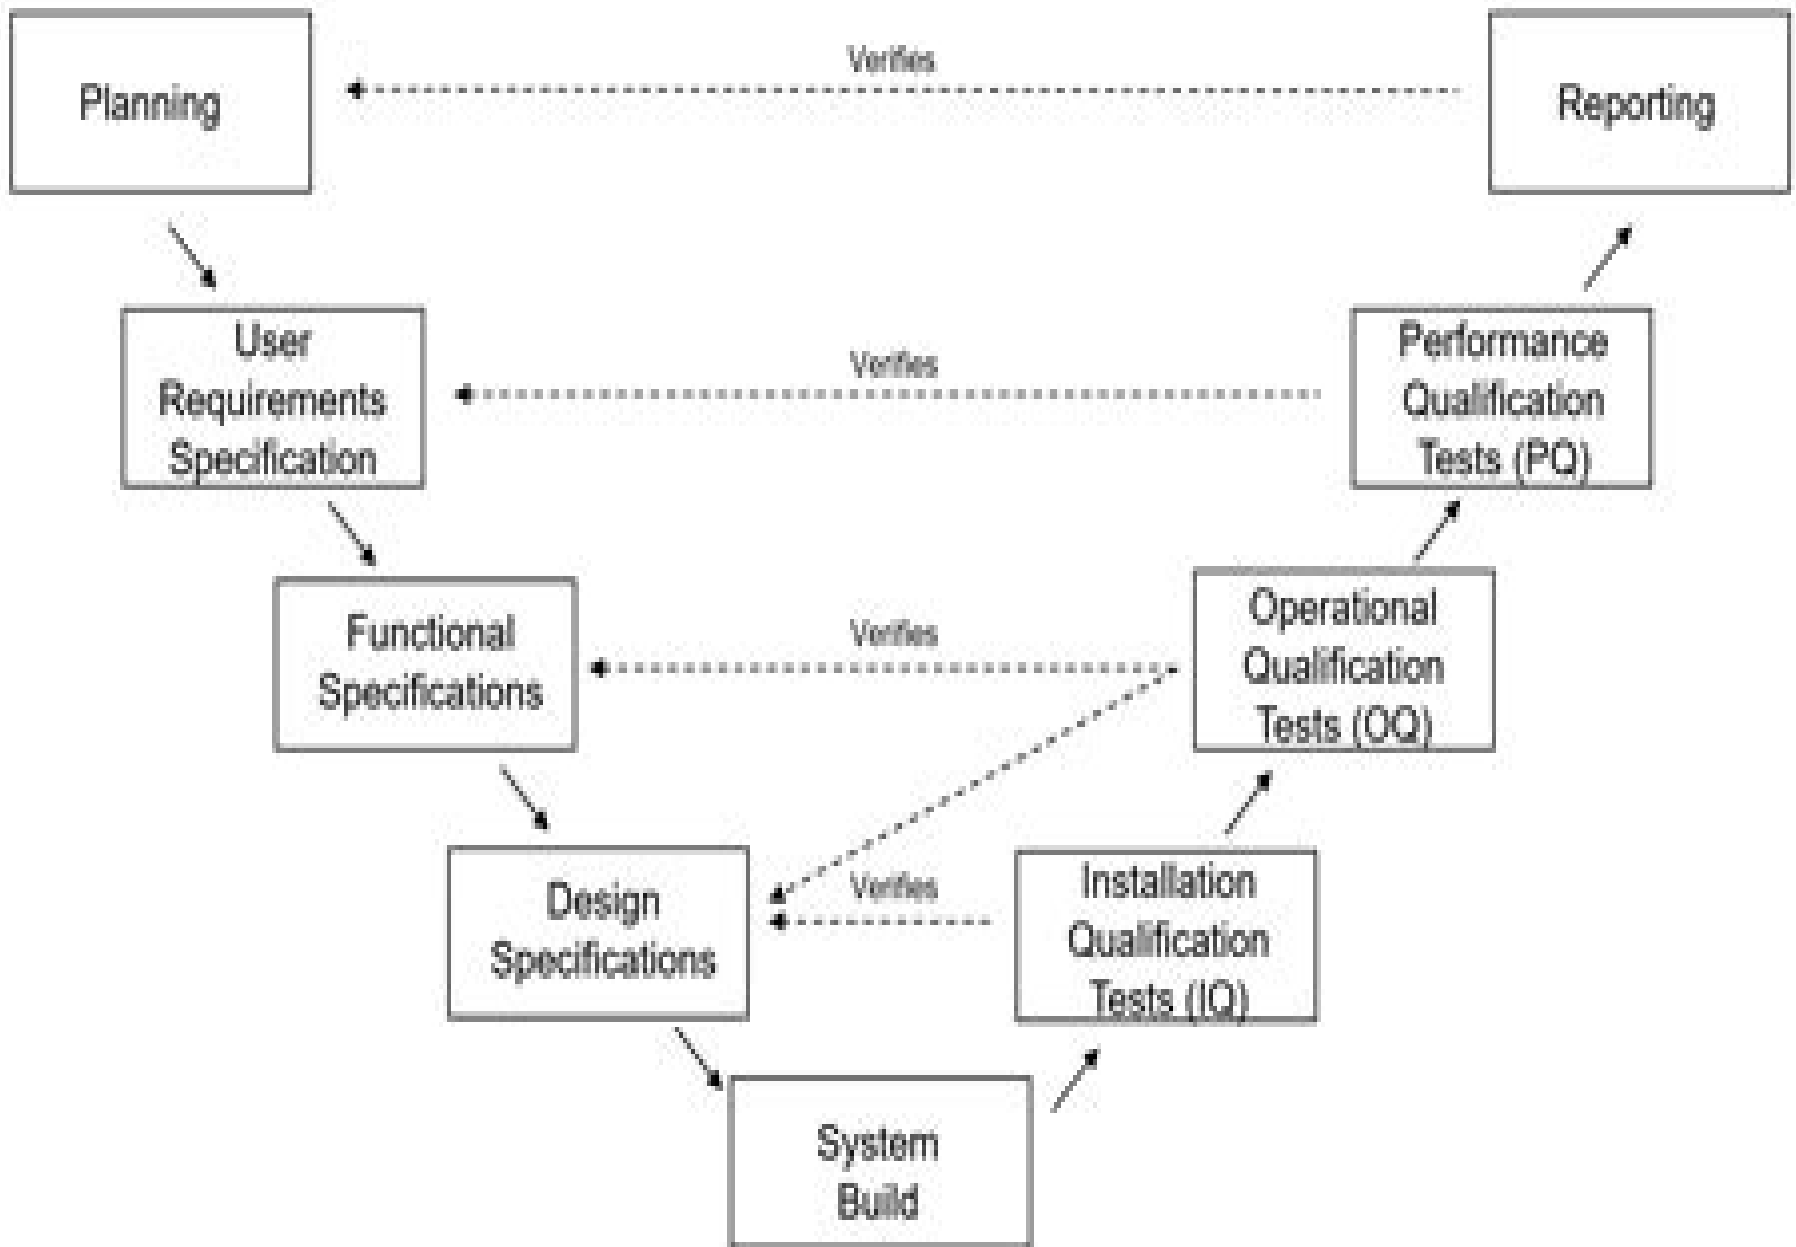 Planning
Verifies
Reporting
User
Requirements
Specification
Verifies
Performance
Qualification
Tests (PQ)
Functional
Specifications
Verifies
Operational
Qualification
Tests (OQ)
Design
Specifications
Verifies
Installation
Qualification
Tests (IQ)
System
Build